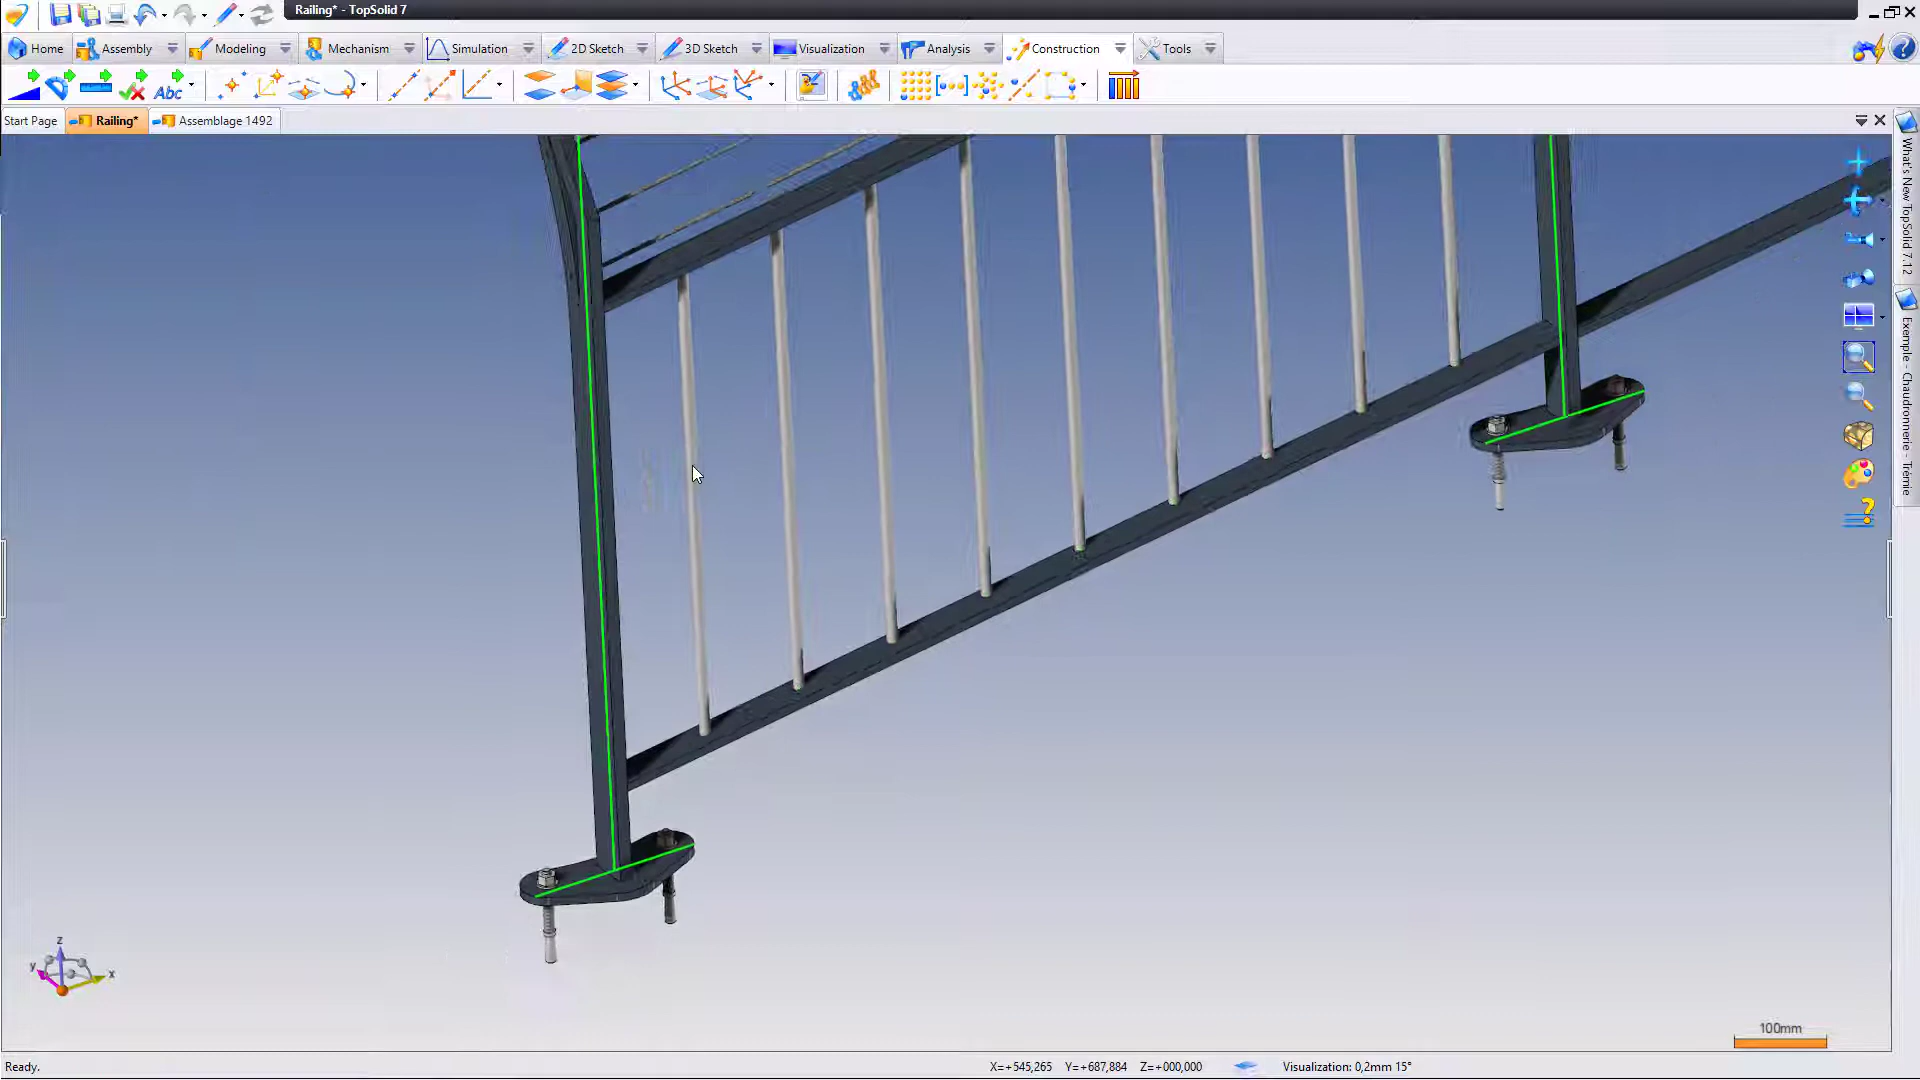 Railing* - TopSolid 7
Home Assembly Modeling Mechanism Simulation 2D Sketch 3D Sketch Visualization Analysis Construction Tools
Abc
Start Page Railing* Assemblage 1492
What's New TopSolid 7.12
Exemple - Chaudronnerie - Trémie
z
y
x
100mm
Ready. X=+545,265 Y=+687,884 Z=+000,000 Visualization: 0,2mm 15°